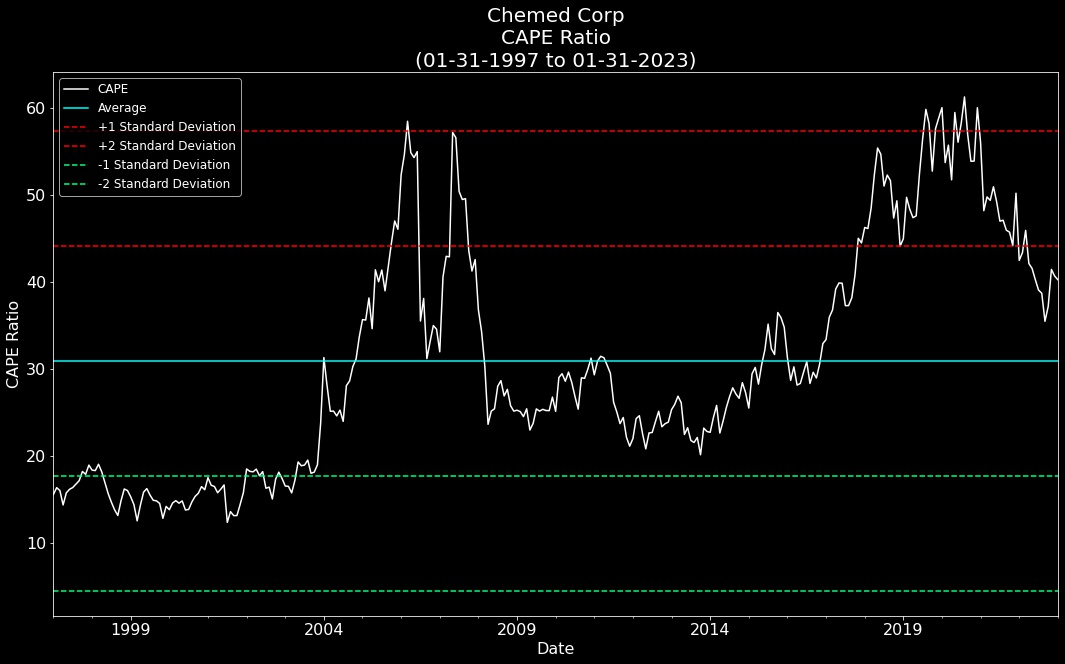 Chemed Corp
CAPE Ratio
(01-31-1997 to 01-31-2023)
CAPE
Average
+1 Standard Deviation
+2 Standard Deviation
-1 Standard Deviation
-2 Standard Deviation
60
50
40
30
20
10
CAPE Ratio
1999
2004
2009
2014
2019
Date